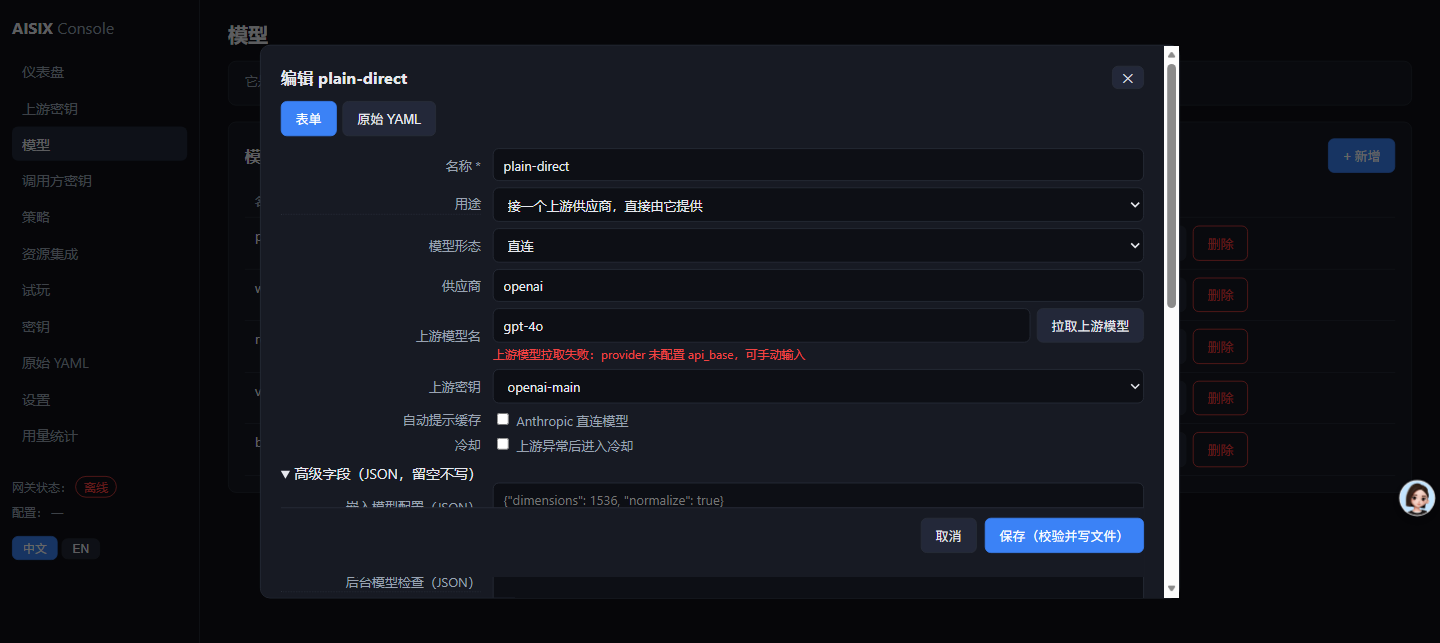 AISIX Console
仪表盘
上游密钥
模型
调用方密钥
策略
资源集成
试玩
密钥
原始 YAML
设置
用量统计
网关状态： 离线
配置： —
中文 EN
模型
+ 新增
删除
删除
删除
删除
删除
编辑 plain-direct
表单 原始 YAML
名称 * plain-direct
用途 接一个上游供应商，直接由它提供
模型形态 直连
供应商 openai
上游模型名 gpt-4o 拉取上游模型
上游模型拉取失败：provider 未配置 api_base，可手动输入
上游密钥 openai-main
自动提示缓存 Anthropic 直连模型
冷却 上游异常后进入冷却
▼ 高级字段（JSON，留空不写）
嵌入模型配置（JSON） {"dimensions": 1536, "normalize": true}
取消 保存（校验并写文件）
后台模型检查（JSON）